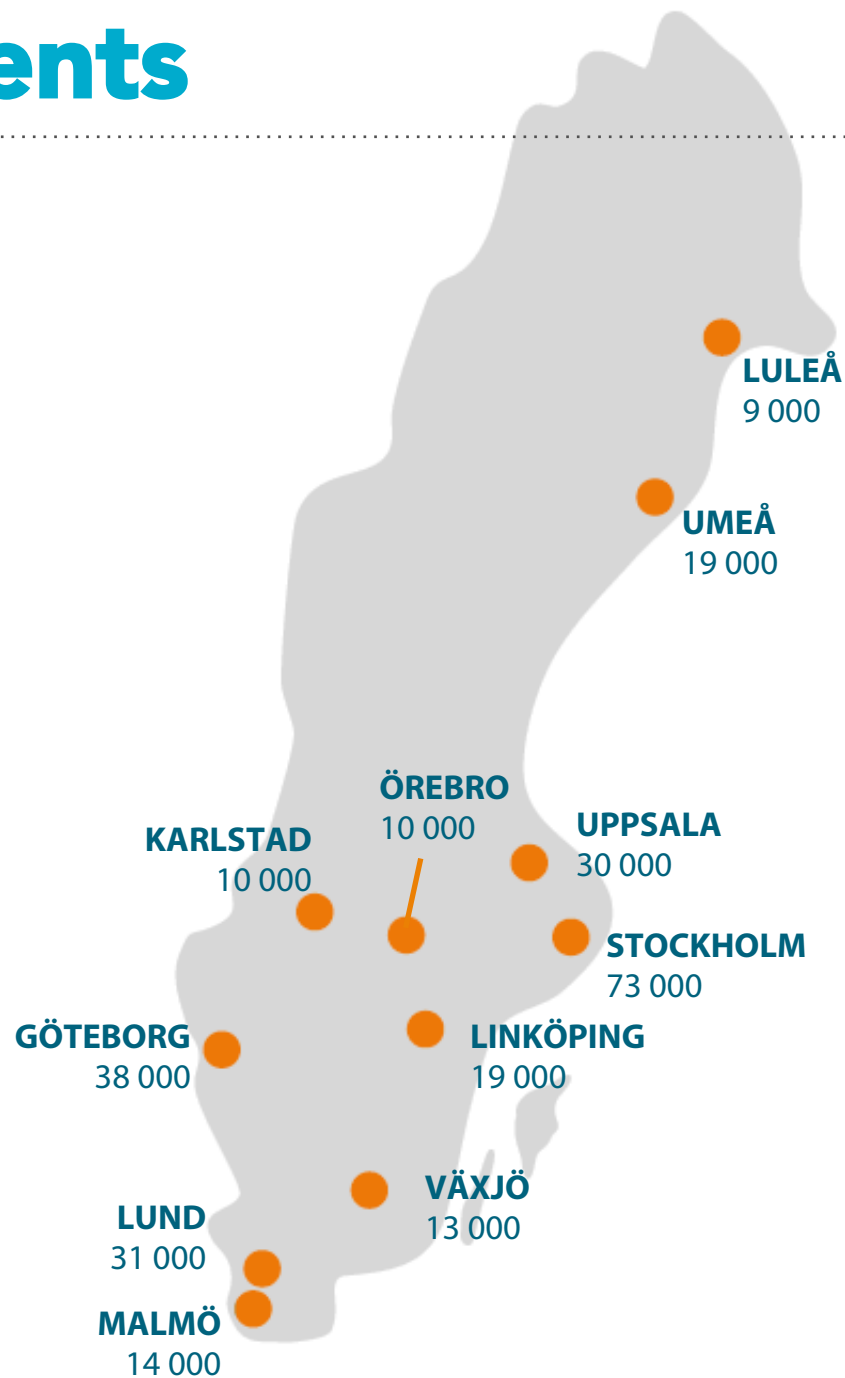 ents
LULEÅ
9 000
UMEÅ
19 000
ÖREBRO
10 000
KARLSTAD
10 000
UPPSALA
30 000
STOCKHOLM
73 000
GÖTEBORG
38 000
LINKÖPING
19 000
VÄXJÖ
13 000
LUND
31 000
MALMÖ
14 000